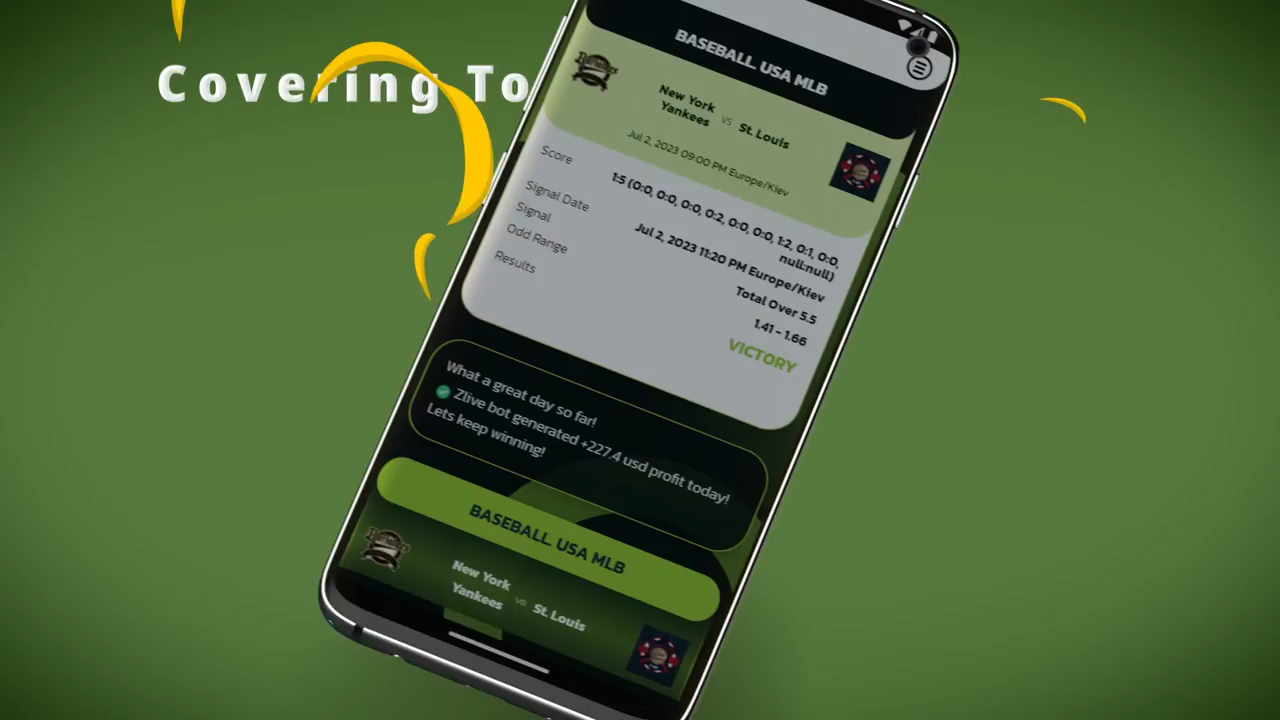 Covering To
BASEBALL. USA MLB
New York
Yankees
vs
St. Louis
Jul 2, 2023 09:00 PM Europe/Kiev
Score
1:5 (0:0, 0:0, 0:0, 0:2, 0:0, 0:0, 1:2, 0:1, 0:0,
null:null)
Signal Date
Jul 2, 2023 11:20 PM Europe/Kiev
Signal
Total Over 5.5
Odd Range
1.41 - 1.66
Results
VICTORY
What a great day so far!
Zlive bot generated +227.4 usd profit today!
Lets keep winning!
BASEBALL. USA MLB
New York
Yankees
vs
St. Louis